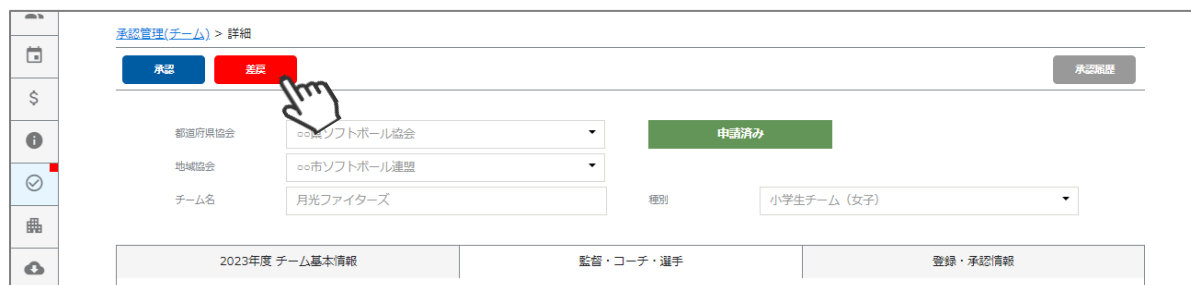 承認管理(チーム) > 詳細
承認 差戻 承認履歴
都道府県協会 ○○ ソフトボール協会 申請済み
地域協会 ○○市ソフトボール連盟
チーム名 月光ファイターズ 種別 小学生チーム（女子）
2023年度 チーム基本情報 監督・コーチ・選手 登録・承認情報